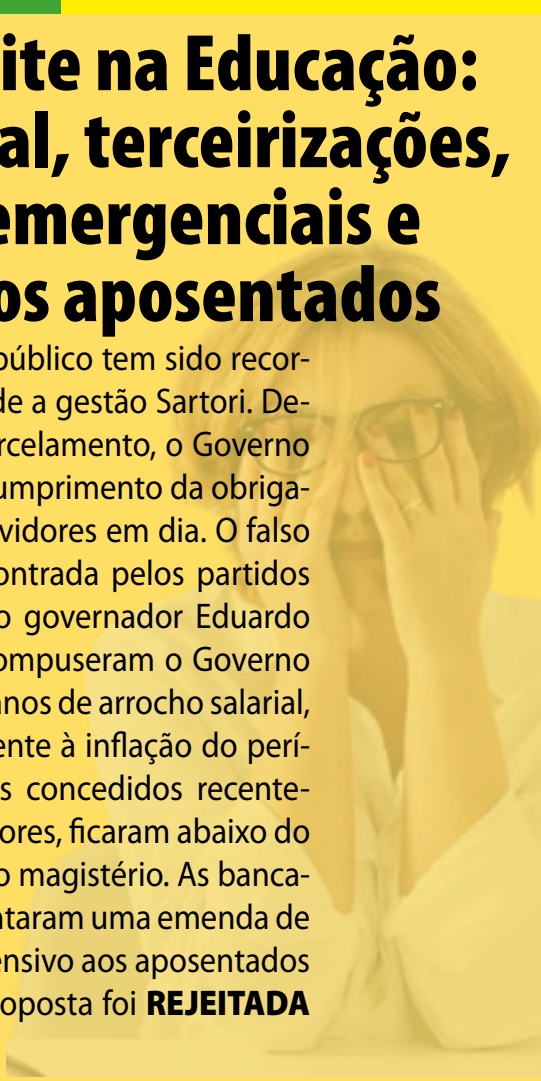 ite na Educação:
al, terceirizações,
emergenciais e
os aposentados
público tem sido recor-
de a gestão Sartori. De-
rcelamento, o Governo
umprimento da obriga-
vidores em dia. O falso
ontrada pelos partidos
o governador Eduardo
ompuseram o Governo
anos de arrocho salarial,
ente à inflação do perí-
s concedidos recente-
ores, ficaram abaixo do
o magistério. As banca-
ntaram uma emenda de
ensivo aos aposentados
oposta foi REJEITADA